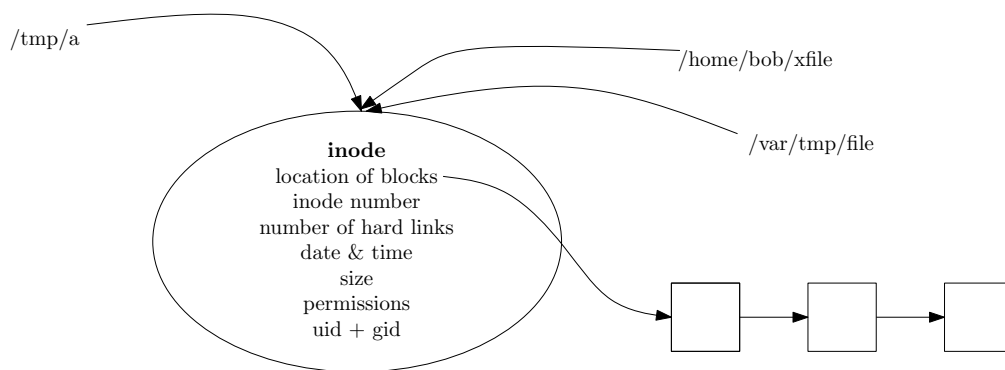 /tmp/a
/home/bob/xfile
/var/tmp/file
inode
location of blocks
inode number
number of hard links
date & time
size
permissions
uid + gid